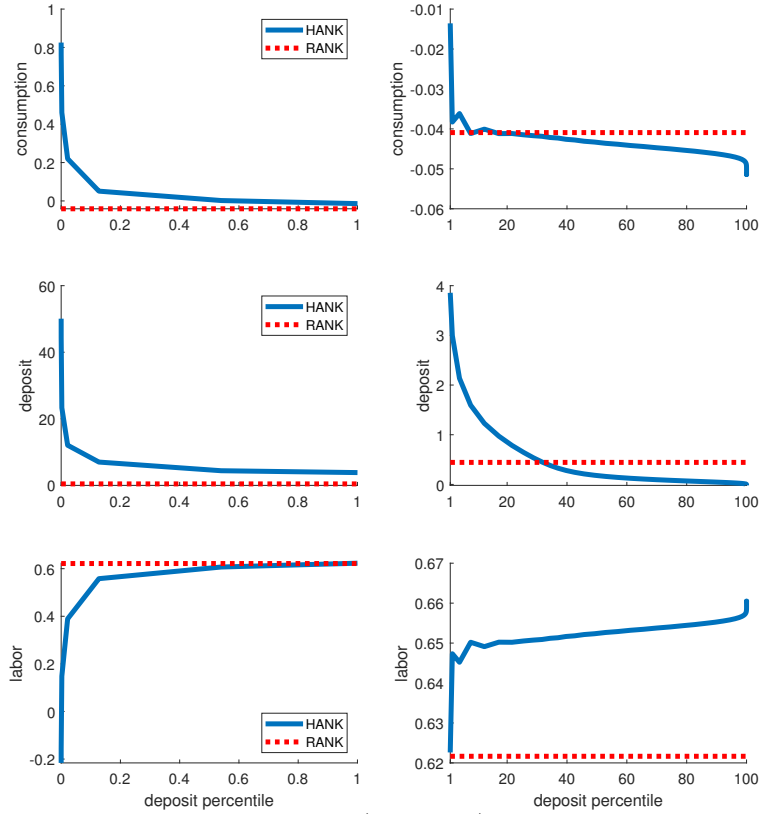 1
0.8
0.6
0.4
0.2
0
consumption
HANK
RANK
0 0.2 0.4 0.6 0.8 1
-0.01
-0.02
-0.03
-0.04
-0.05
-0.06
consumption
1 20 40 60 80 100
60
40
20
0
deposit
HANK
RANK
0 0.2 0.4 0.6 0.8 1
4
3
2
1
0
deposit
1 20 40 60 80 100
0.6
0.4
0.2
0
-0.2
labor
HANK
RANK
0 0.2 0.4 0.6 0.8 1
deposit percentile
0.67
0.66
0.65
0.64
0.63
0.62
labor
1 20 40 60 80 100
deposit percentile